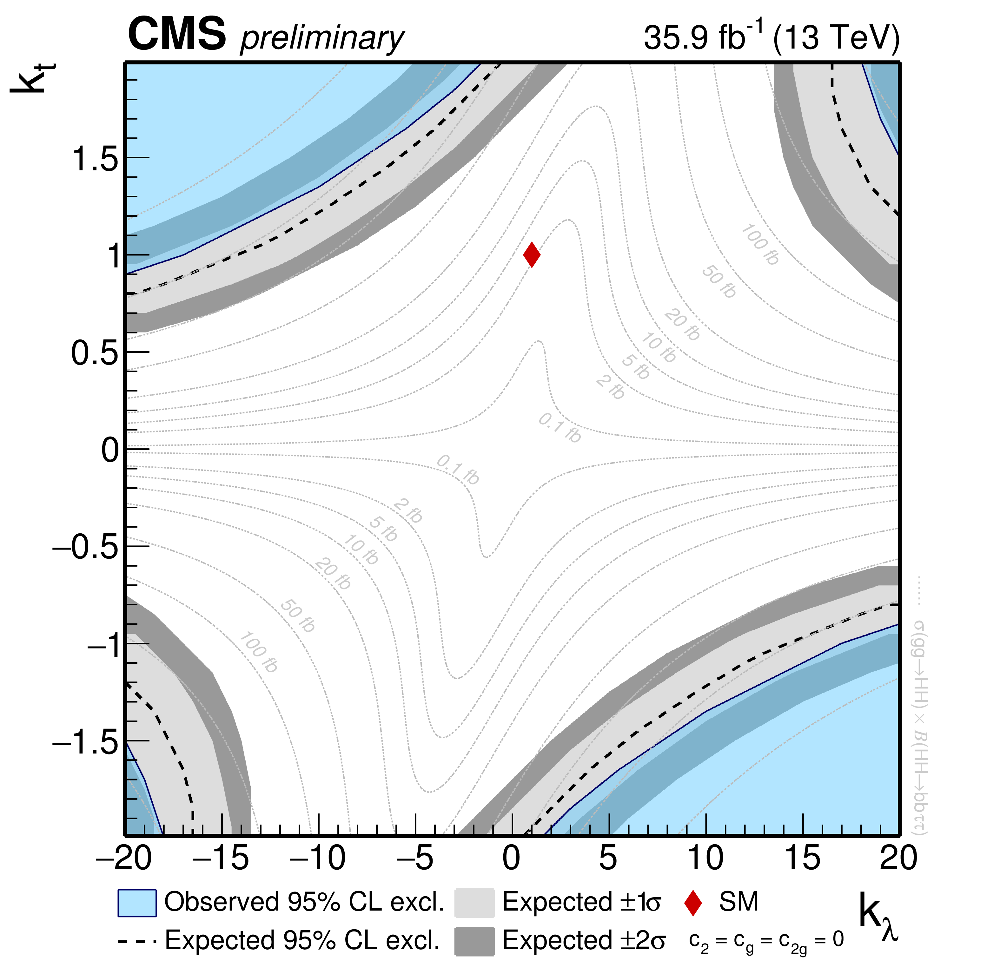 CMS preliminary 35.9 fb-1 (13 TeV)
kt
1.5
1
0.5
0
−0.5
−1
−1.5
100 fb
50 fb
20 fb
10 fb
5 fb
2 fb
0.1 fb
0.1 fb
2 fb
5 fb
10 fb
20 fb
50 fb
100 fb
σ(gg→HH) × B(HH→bbττ)
−20 −15 −10 −5 0 5 10 15 20
kλ
Observed 95% CL excl. Expected ±1σ SM
Expected 95% CL excl. Expected ±2σ c2 = cg = c2g = 0